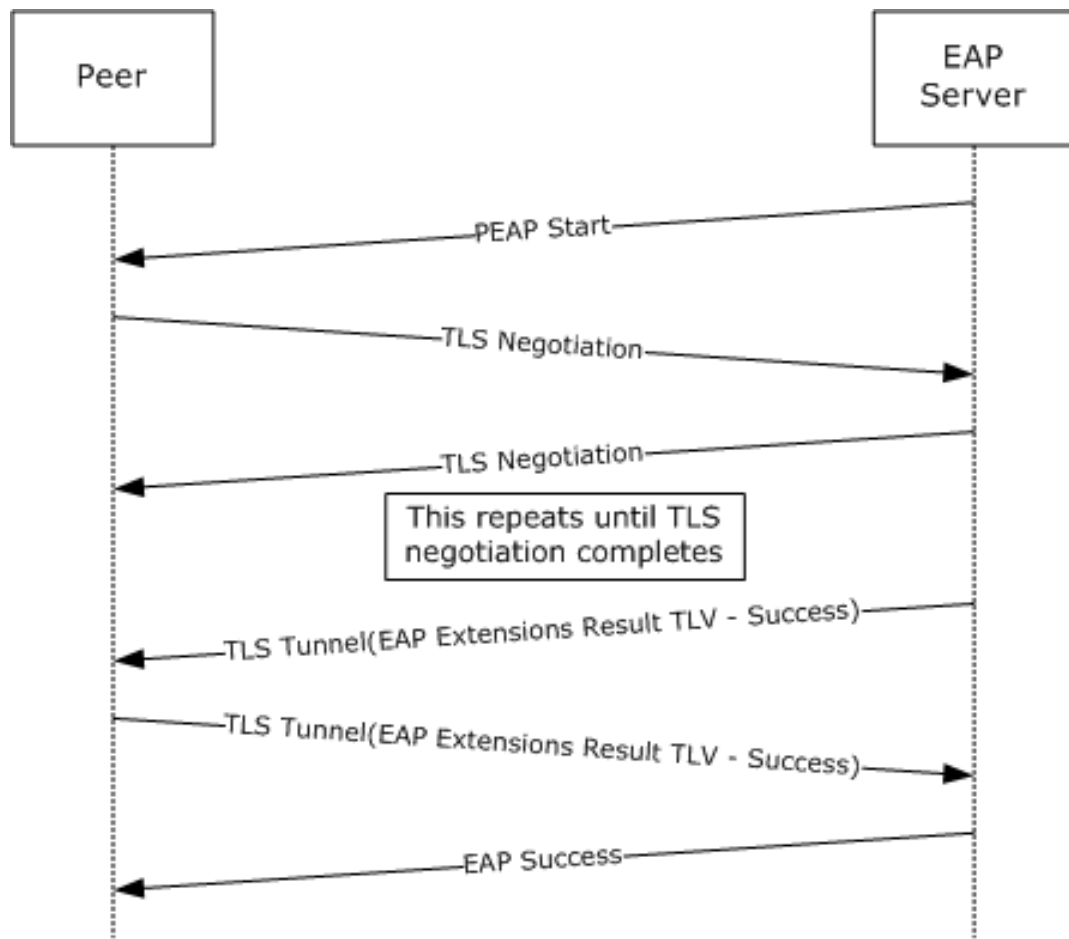 Peer
EAP
Server
PEAP Start
TLS Negotiation
TLS Negotiation
This repeats until TLS
negotiation completes
TLS Tunnel(EAP Extensions Result TLV - Success)
TLS Tunnel(EAP Extensions Result TLV - Success)
EAP Success